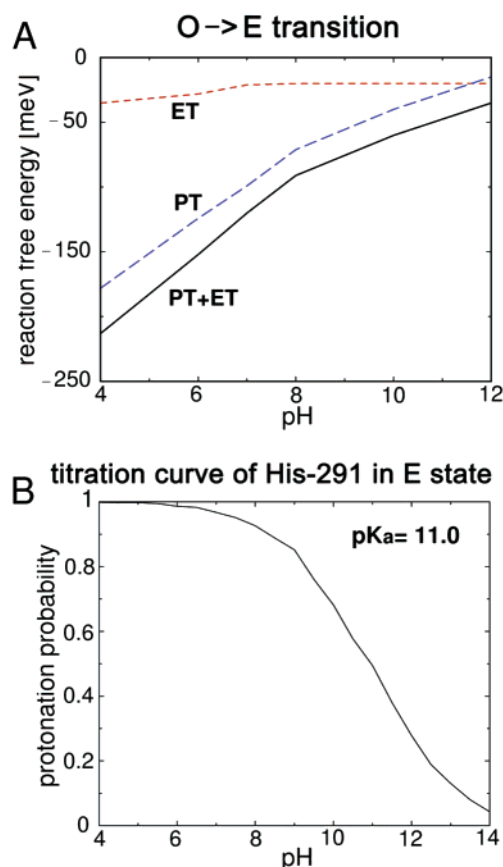 A
O->E transition
reaction free energy [meV]
0
-50
-150
-250
ET
PT
PT+ET
4
6
8
10
12
pH
B
titration curve of His-291 in E state
protonation probability
1
0.8
0.6
0.4
0.2
0
pKa= 11.0
4
6
8
10
12
14
pH